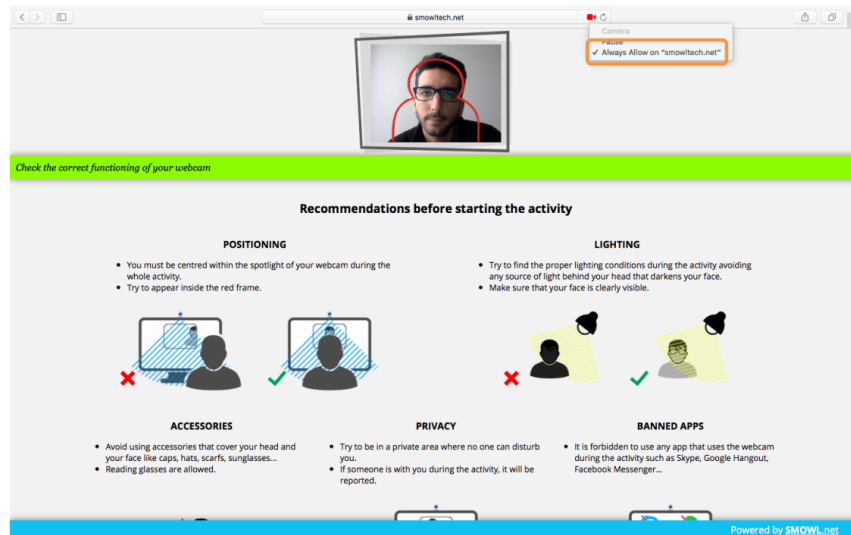 smowltech.net
Camera
Pause
✓ Always Allow on "smowltech.net"
Check the correct functioning of your webcam
Recommendations before starting the activity
POSITIONING
• You must be centred within the spotlight of your webcam during the
whole activity.
• Try to appear inside the red frame.
LIGHTING
• Try to find the proper lighting conditions during the activity avoiding
any source of light behind your head that darkens your face.
• Make sure that your face is clearly visible.
ACCESSORIES
• Avoid using accessories that cover your head and
your face like caps, hats, scarfs, sunglasses...
• Reading glasses are allowed.
PRIVACY
• Try to be in a private area where no one can disturb
you.
• If someone is with you during the activity, it will be
reported.
BANNED APPS
• It is forbidden to use any app that uses the webcam
during the activity such as Skype, Google Hangout,
Facebook Messenger...
Powered by SMOWL.net